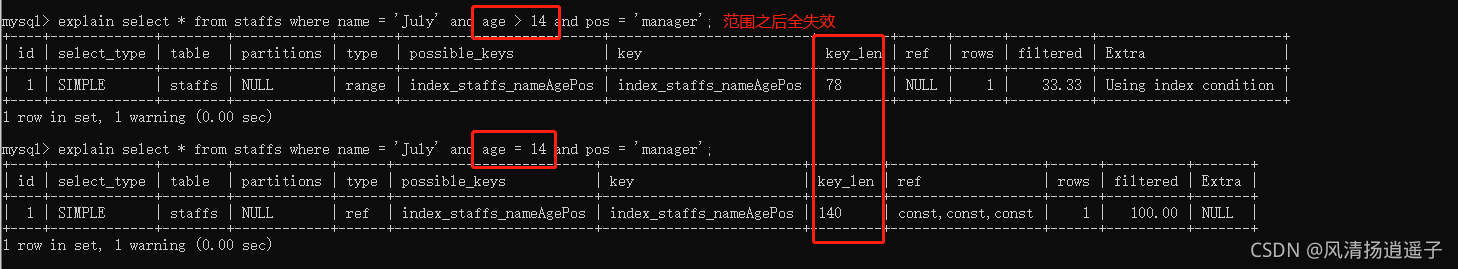 mysql> explain select * from staffs where name = 'July' and age > 14 and pos = 'manager'; 范围之后全失效
| id | select_type | table | partitions | type | possible_keys | key | key_len | ref | rows | filtered | Extra |
| 1 | SIMPLE | staffs | NULL | range | index_staffs_nameAgePos | index_staffs_nameAgePos | 78 | NULL | 1 | 33.33 | Using index condition |
1 row in set, 1 warning (0.00 sec)
mysql> explain select * from staffs where name = 'July' and age = 14 and pos = 'manager';
| id | select_type | table | partitions | type | possible_keys | key | key_len | ref | rows | filtered | Extra |
| 1 | SIMPLE | staffs | NULL | ref | index_staffs_nameAgePos | index_staffs_nameAgePos | 140 | const,const,const | 1 | 100.00 | NULL |
1 row in set, 1 warning (0.00 sec)
CSDN @风清扬逍遥子